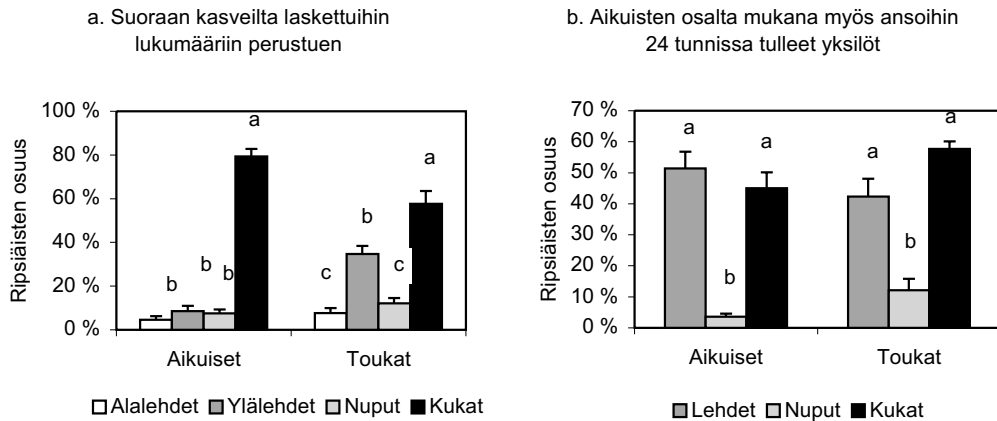 a. Suoraan kasveilta laskettuihin
lukumääriin perustuen
100 %
80 %
60 %
40 %
20 %
0 %
Ripsiäisten osuus
b
b
b
a
c
b
c
a
Aikuiset
Toukat
Alalehdet Ylälehdet Nuput Kukat
b. Aikuisten osalta mukana myös ansoihin
24 tunnissa tulleet yksilöt
70 %
60 %
50 %
40 %
30 %
20 %
10 %
0 %
Ripsiäisten osuus
a
b
a
a
b
a
Aikuiset
Toukat
Lehdet Nuput Kukat